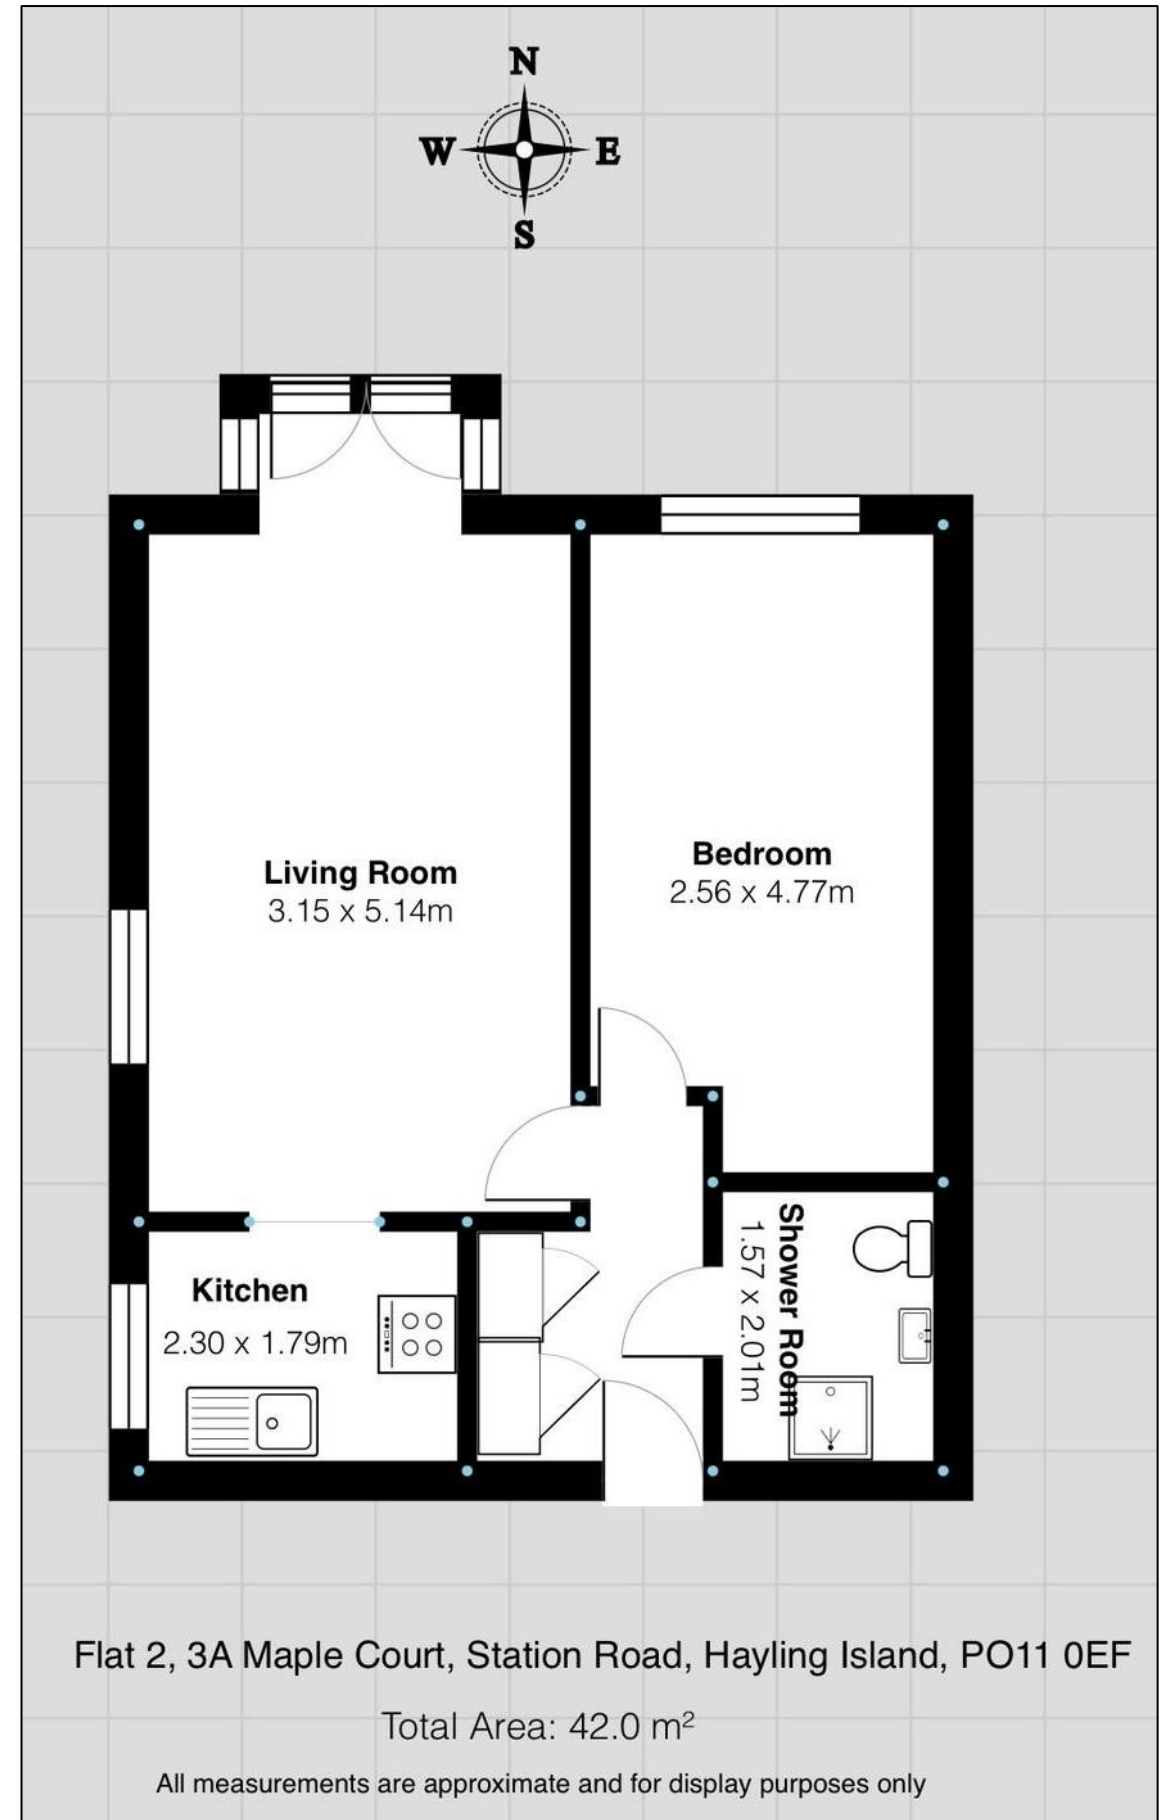 N
W E
S
Living Room
3.15 x 5.14m
Bedroom
2.56 x 4.77m
Kitchen
2.30 x 1.79m
Shower Room
1.57 x 2.01m
Flat 2, 3A Maple Court, Station Road, Hayling Island, PO11 0EF
Total Area: 42.0 m²
All measurements are approximate and for display purposes only